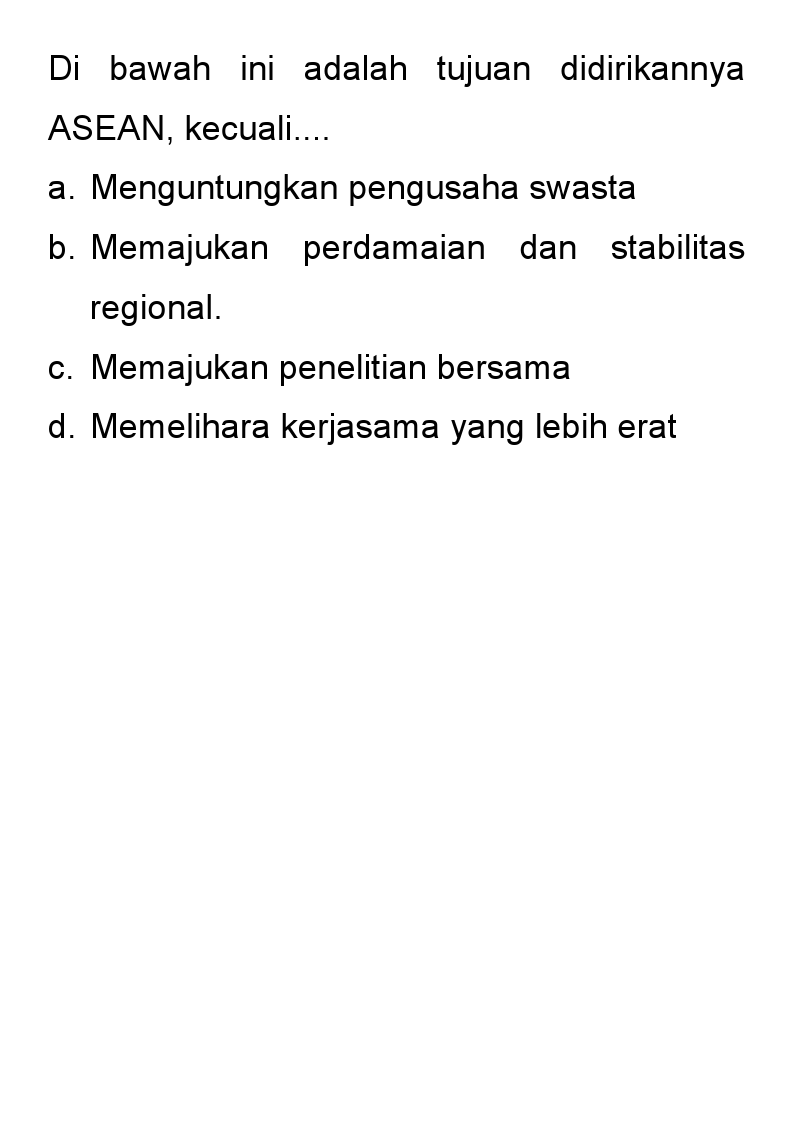 Di bawah ini adalah tujuan didirikannya
ASEAN, kecuali....
a. Menguntungkan pengusaha swasta
b. Memajukan perdamaian dan stabilitas
regional.
c. Memajukan penelitian bersama
d. Memelihara kerjasama yang lebih erat